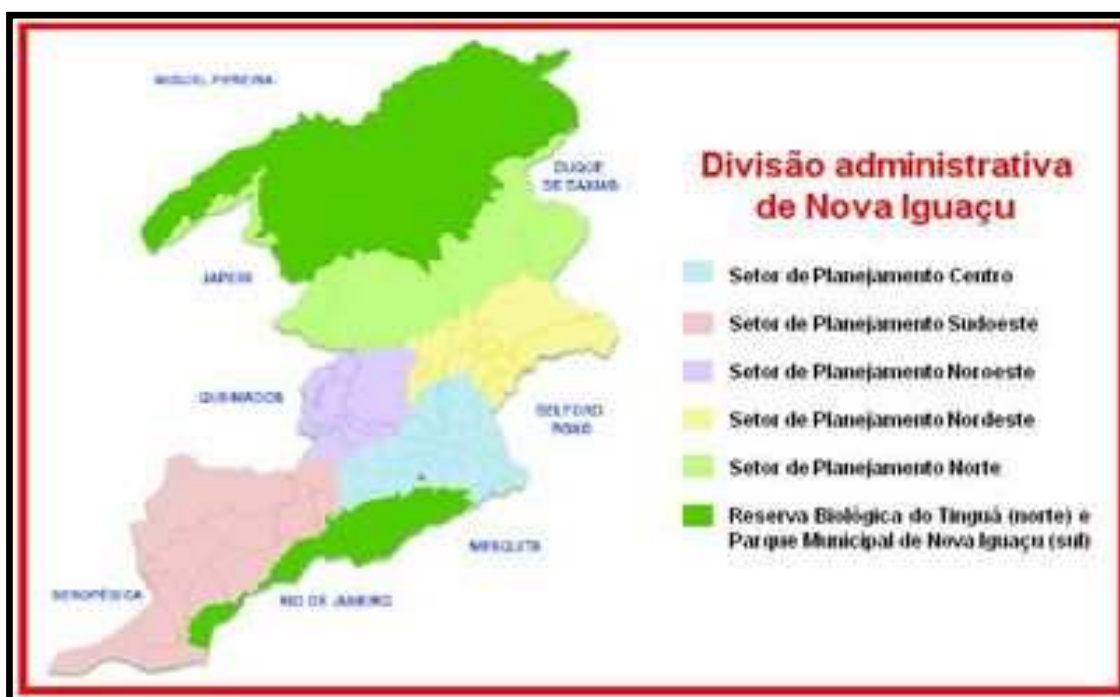 MIGUEL PEREIRA
DUQUE
DE CAXIAS
JAPERI
QUEIMADOS
BELFORD
ROXO
MESQUITA
SEROPÉDICA
RIO DE JANEIRO
Divisão administrativa
de Nova Iguaçu
Setor de Planejamento Centro
Setor de Planejamento Sudoeste
Setor de Planejamento Noroeste
Setor de Planejamento Nordeste
Setor de Planejamento Norte
Reserva Biológica do Tinguá (norte) e
Parque Municipal de Nova Iguaçu (sul)